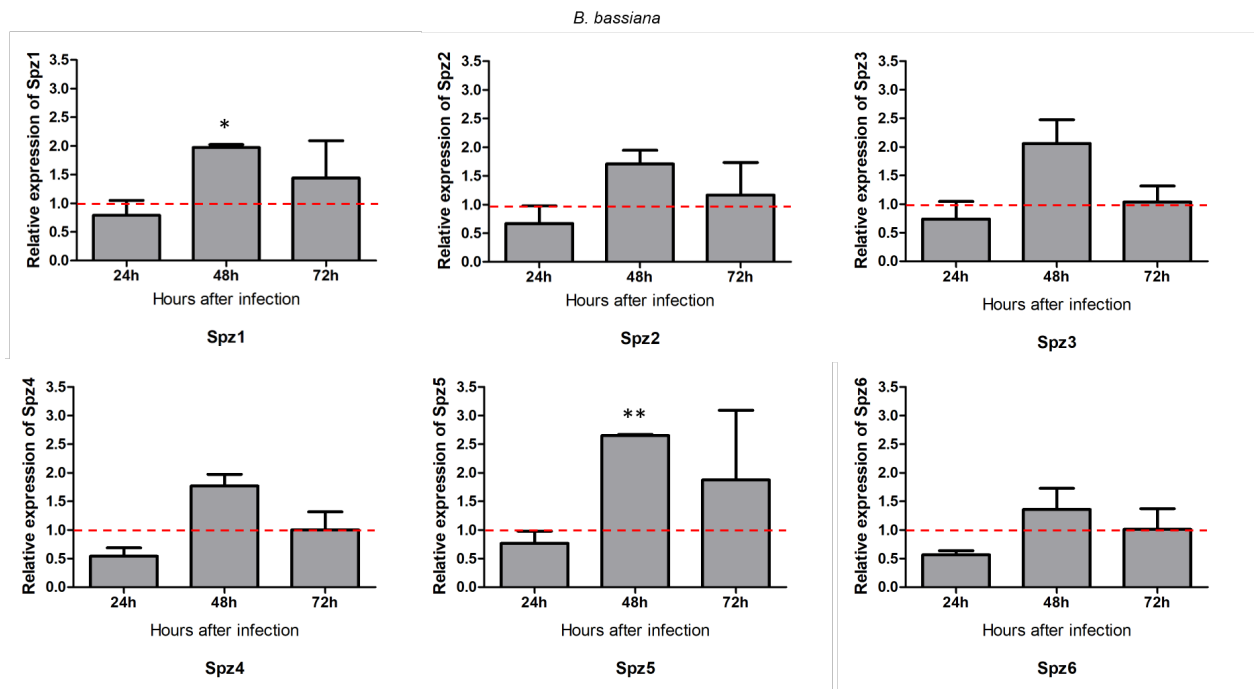 B. bassiana
Relative expression of Spz1
3.5
3.0
2.5
2.0
1.5
1.0
0.5
0.0
*
24h 48h 72h
Hours after infection
Spz1
Relative expression of Spz2
3.5
3.0
2.5
2.0
1.5
1.0
0.5
0.0
24h 48h 72h
Hours after infection
Spz2
Relative expression of Spz3
3.5
3.0
2.5
2.0
1.5
1.0
0.5
0.0
24h 48h 72h
Hours after infection
Spz3
Relative expression of Spz4
3.5
3.0
2.5
2.0
1.5
1.0
0.5
0.0
24h 48h 72h
Hours after infection
Spz4
Relative expression of Spz5
3.5
3.0
2.5
2.0
1.5
1.0
0.5
0.0
**
24h 48h 72h
Hours after infection
Spz5
Relative expression of Spz6
3.5
3.0
2.5
2.0
1.5
1.0
0.5
0.0
24h 48h 72h
Hours after infection
Spz6